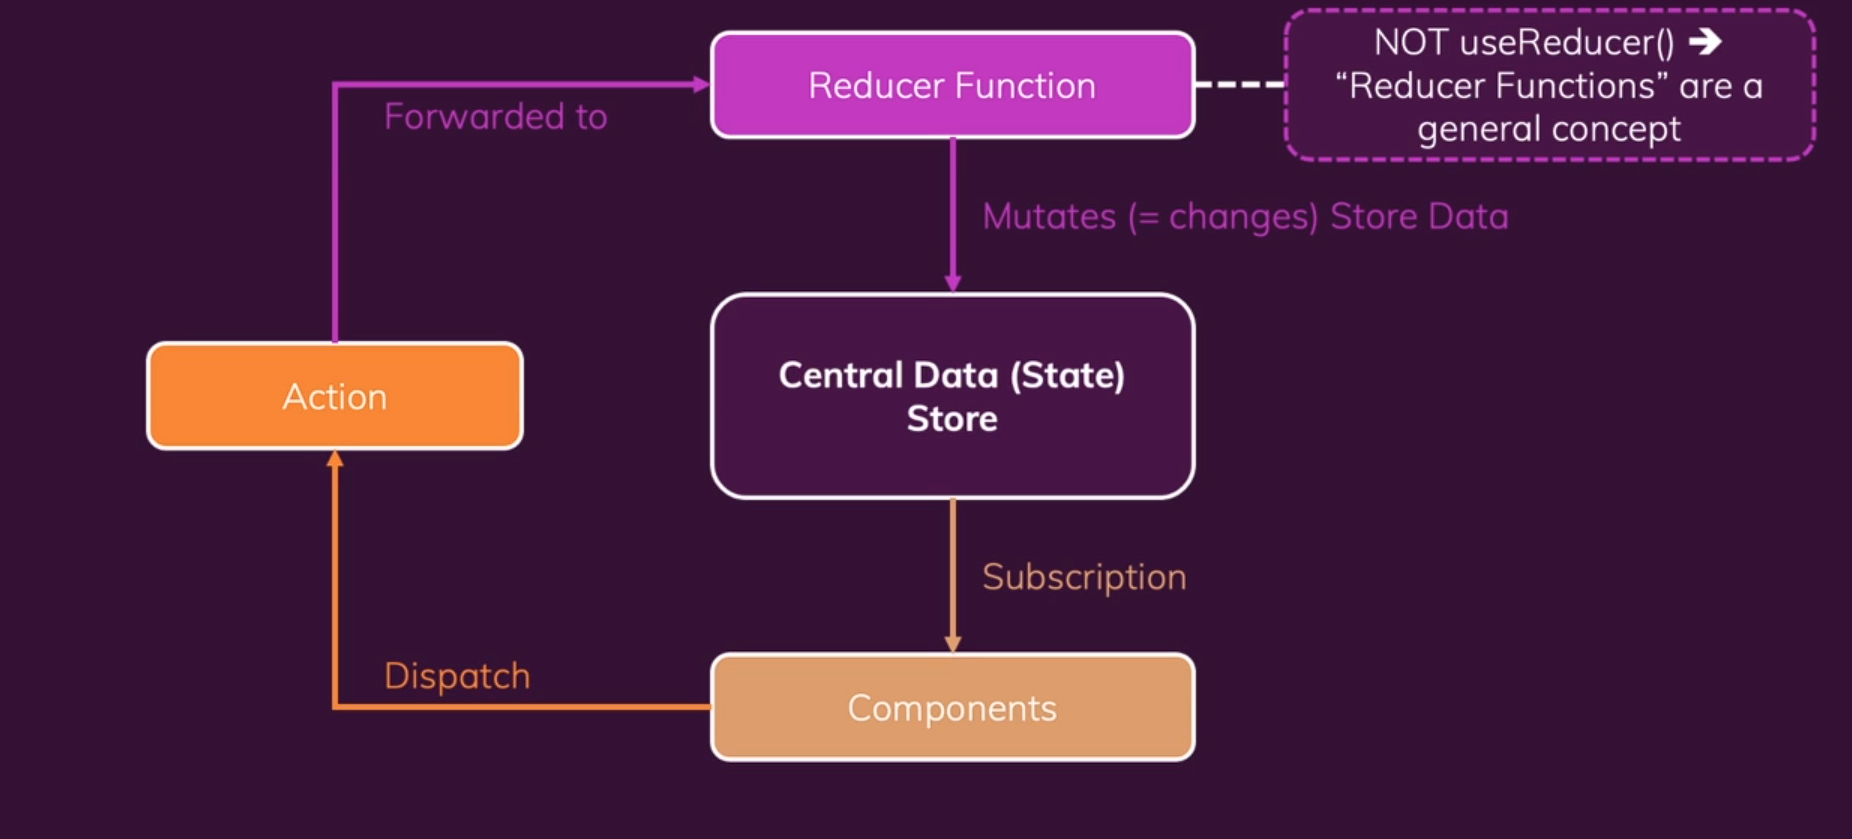 Reducer Function
NOT useReducer() ➔
“Reducer Functions” are a
general concept
Forwarded to
Mutates (= changes) Store Data
Action
Central Data (State)
Store
Subscription
Dispatch
Components